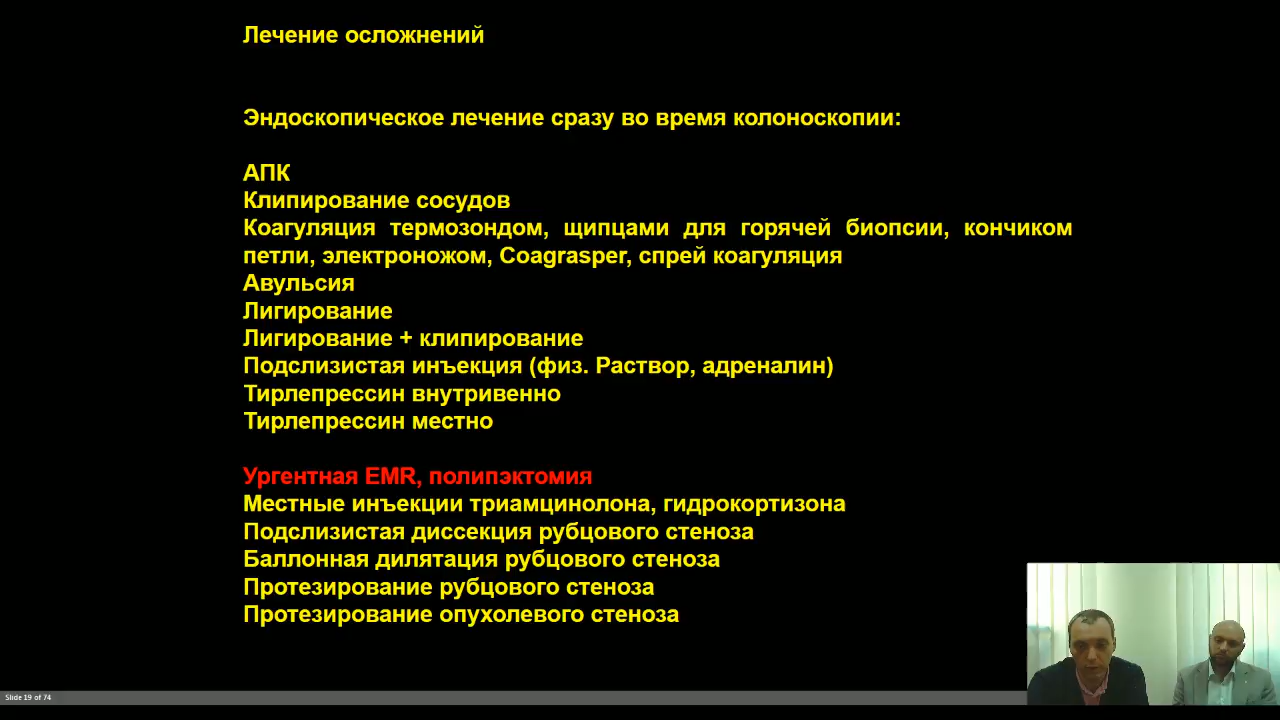 Лечение осложнений
Эндоскопическое лечение сразу во время колоноскопии:
АПК
Клипирование сосудов
Коагуляция термозондом, щипцами для горячей биопсии, кончиком
петли, электроножом, Coagrasper, спрей коагуляция
Авульсия
Лигирование
Лигирование + клипирование
Подслизистая инъекция (физ. Раствор, адреналин)
Тирлепрессин внутривенно
Тирлепрессин местно
Ургентная EMR, полипэктомия
Местные инъекции триамцинолона, гидрокортизона
Подслизистая диссекция рубцового стеноза
Баллонная дилятация рубцового стеноза
Протезирование рубцового стеноза
Протезирование опухолевого стеноза
Slide 19 of 74